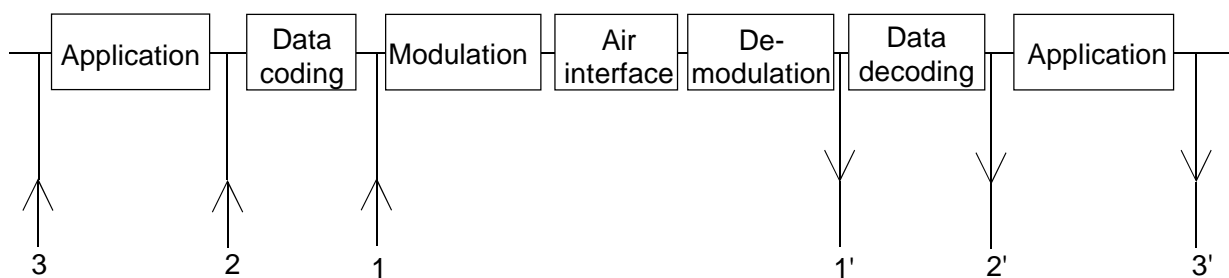 Application
Data
coding
Modulation
Air
interface
De-
modulation
Data
decoding
Application
3
2
1
1'
2'
3'